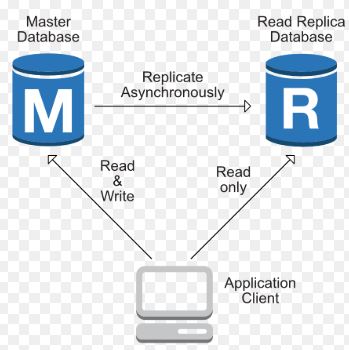 Master
Database
Read Replica
Database
M
Replicate
Asynchronously
R
Read
&
Write
Read
only
Application
Client